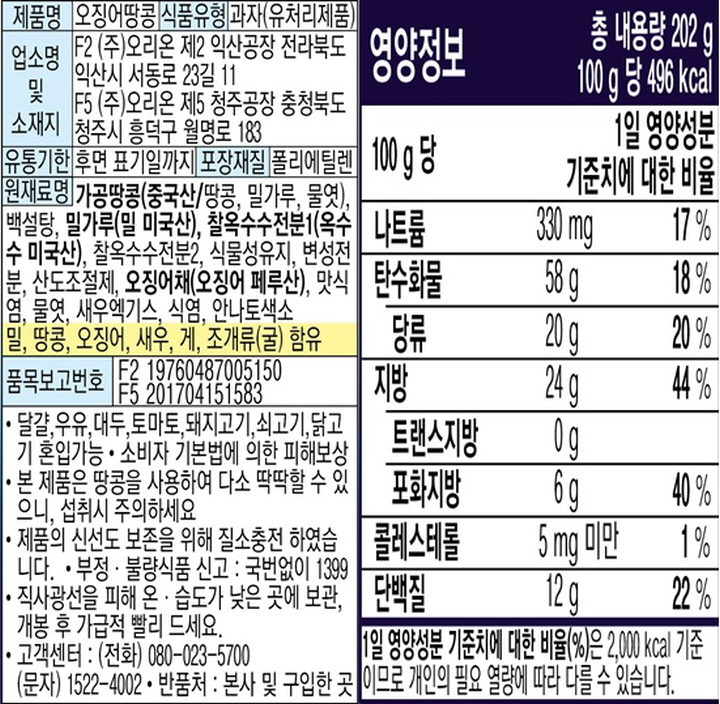 제품명 오징어땅콩 식품유형 과자(유처리제품)
업소명 및 소재지
F2 (주)오리온 제2 익산공장 전라북도
익산시 서동로 23길 11
F5 (주)오리온 제5 청주공장 충청북도
청주시 흥덕구 월명로 183
유통기한 후면 표기일까지 포장재질 폴리에틸렌
원재료명 가공땅콩(중국산/땅콩, 밀가루, 물엿),
백설탕, 밀가루(밀 미국산), 찰옥수수전분1(옥수
수 미국산), 찰옥수수전분2, 식물성유지, 변성전
분, 산도조절제, 오징어채(오징어 페루산), 맛식
염, 물엿, 새우엑기스, 식염, 안나토색소
밀, 땅콩, 오징어, 새우, 게, 조개류(굴) 함유
품목보고번호 F2 19760487005150
F5 201704151583
• 달걀,우유,대두,토마토,돼지고기,쇠고기,닭고
기 혼입가능 • 소비자 기본법에 의한 피해보상
• 본 제품은 땅콩을 사용하여 다소 딱딱할 수 있
으니, 섭취시 주의하세요
• 제품의 신선도 보존을 위해 질소충전 하였습
니다. • 부정 · 불량식품 신고 : 국번없이 1399
• 직사광선을 피해 온 · 습도가 낮은 곳에 보관,
개봉 후 가급적 빨리 드세요.
• 고객센터 : (전화) 080-023-5700
(문자) 1522-4002 • 반품처 : 본사 및 구입한 곳
영양정보
총 내용량 202 g
100 g 당 496 kcal
100 g 당
1일 영양성분
기준치에 대한 비율
나트륨 330 mg 17 %
탄수화물 58 g 18 %
당류 20 g 20 %
지방 24 g 44 %
트랜스지방 0 g
포화지방 6 g 40 %
콜레스테롤 5 mg 미만 1 %
단백질 12 g 22 %
1일 영양성분 기준치에 대한 비율(%)은 2,000 kcal 기준
이므로 개인의 필요 열량에 따라 다를 수 있습니다.